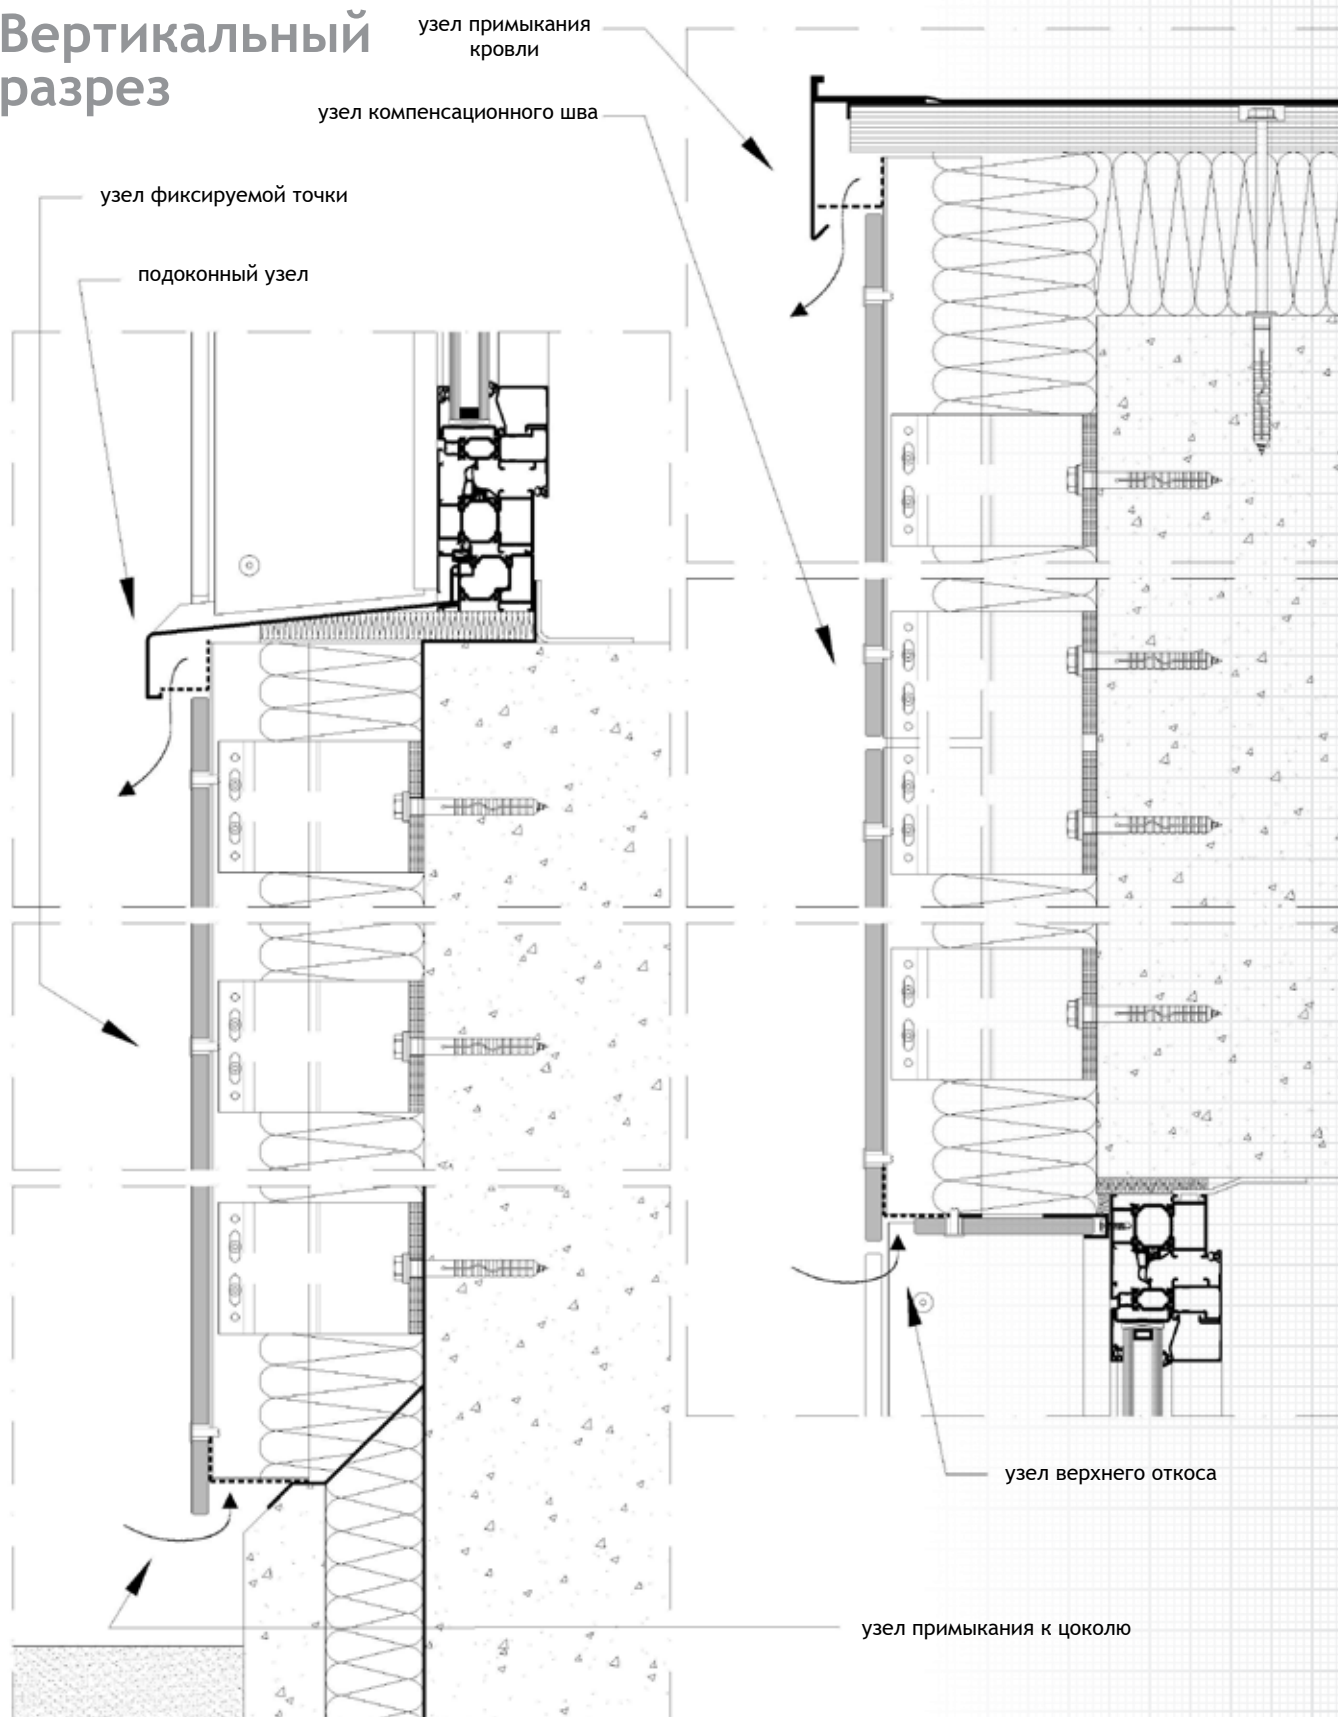 Вертикальный
разрез
узел примыкания
кровли
узел компенсационного шва
узел фиксируемой точки
подоконный узел
узел верхнего откоса
узел примыкания к цоколю